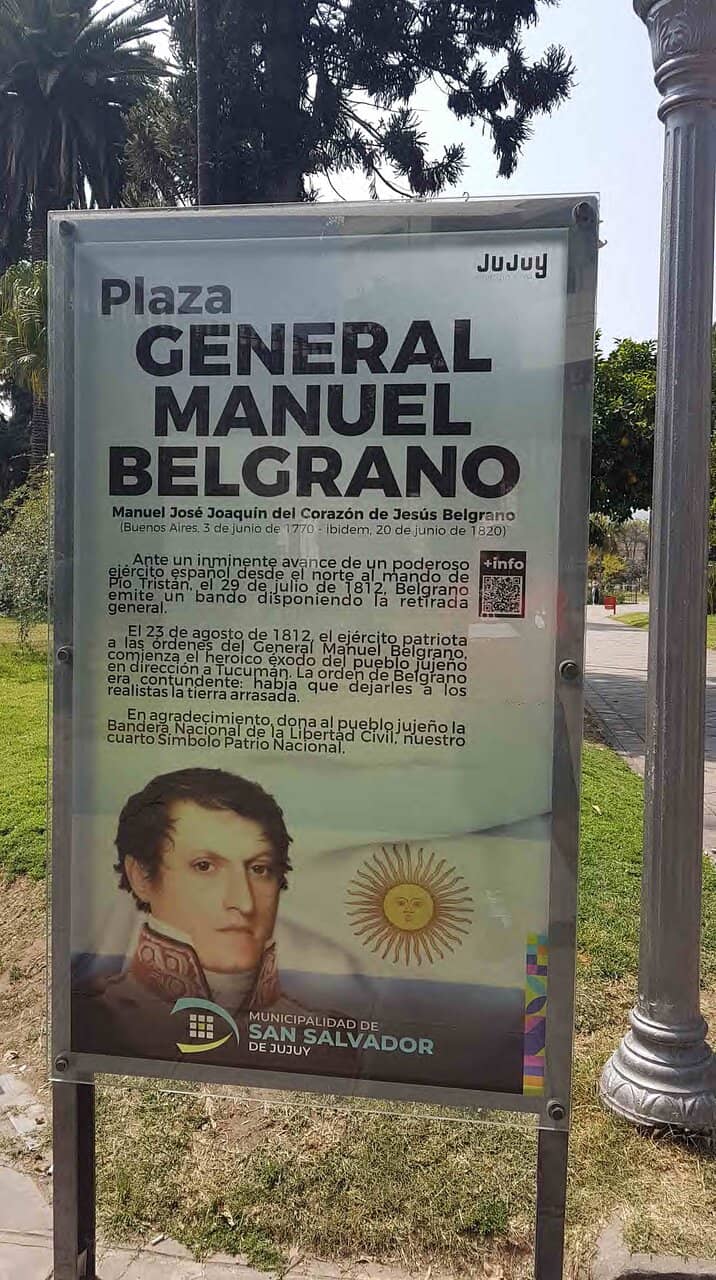 JUJUY
Plaza
GENERAL
MANUEL
BELGRANO
Manuel José Joaquín del Corazón de Jesús Belgrano
(Buenos Aires, 3 de junio de 1770 - ibidem, 20 de junio de 1820)
Ante un inminente avance de un poderoso
ejército español desde el norte al mando de
Pío Tristán, el 29 de julio de 1812, Belgrano
emite un bando disponiendo la retirada
general.
+info
El 23 de agosto de 1812, el ejército patriota
a las órdenes del General Manuel Belgrano,
comienza el heroico éxodo del pueblo jujeño
en dirección a Tucumán. La orden de Belgrano
era contundente: había que dejarles a los
realistas la tierra arrasada.
En agradecimiento, dona al pueblo jujeño la
Bandera Nacional de la Libertad Civil, nuestro
cuarto Símbolo Patrio Nacional.
MUNICIPALIDAD DE
SAN SALVADOR
DE JUJUY